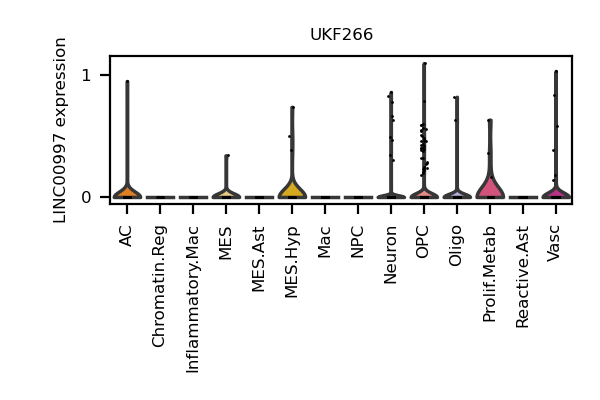 UKF266
LINC00997 expression
1
0
AC
Chromatin.Reg
Inflammatory.Mac
MES
MES.Ast
MES.Hyp
Mac
NPC
Neuron
OPC
Oligo
Prolif.Metab
Reactive.Ast
Vasc